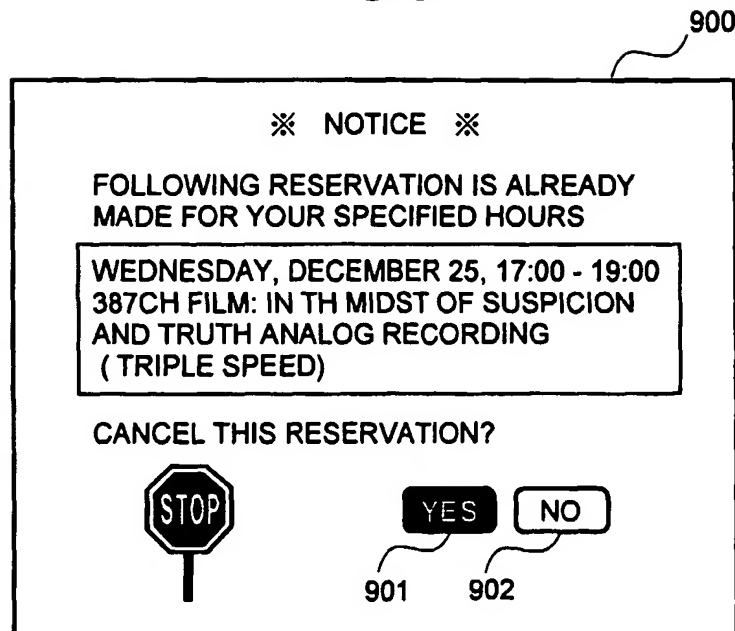 900
※ NOTICE ※
FOLLOWING RESERVATION IS ALREADY
MADE FOR YOUR SPECIFIED HOURS
WEDNESDAY, DECEMBER 25, 17:00 - 19:00
387CH FILM: IN TH MIDST OF SUSPICION
AND TRUTH ANALOG RECORDING
( TRIPLE SPEED)
CANCEL THIS RESERVATION?
STOP YES NO
901 902